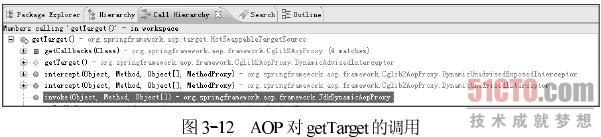 Package Explorer Hierarchy Call Hierarchy Search Outline
Members calling 'getTarget()' - in workspace
getTarget() - org.springframework.aop.target.HotSwappableTargetSource
getCallbacks(Class) - org.springframework.aop.framework.Cglib2AopProxy (4 matches)
getTarget() - org.springframework.aop.framework.Cglib2AopProxy.DynamicAdvisedInterceptor
intercept(Object, Method, Object[], MethodProxy) - org.springframework.aop.framework.Cglib2AopProxy.DynamicUnadvisedExposedInterceptor
intercept(Object, Method, Object[], MethodProxy) - org.springframework.aop.framework.Cglib2AopProxy.DynamicUnadvisedInterceptor
invoke(Object, Method, Object[]) - org.springframework.aop.framework.JdkDynamicAopProxy
51CTO.com
技术成就梦想
图 3-12 AOP 对 getTarget 的调用